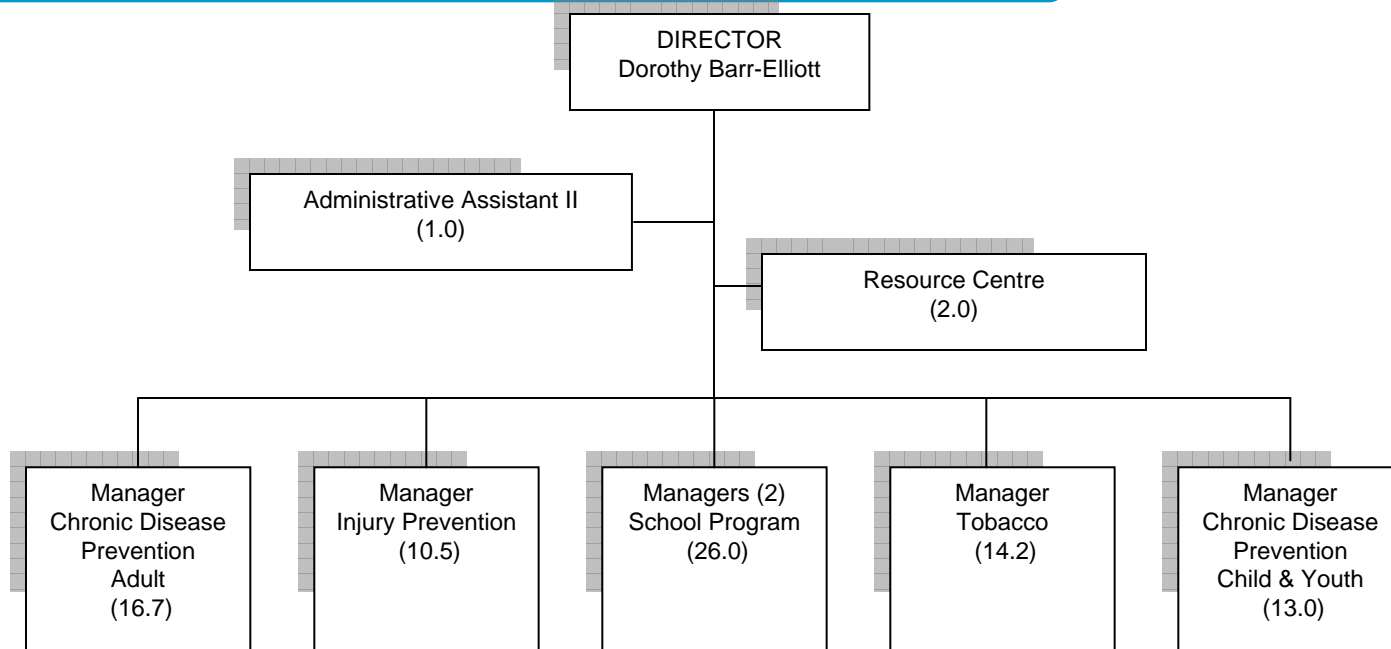 DIRECTOR
Dorothy Barr-Elliott
Administrative Assistant II
(1.0)
Resource Centre
(2.0)
Manager
Chronic Disease
Prevention
Adult
(16.7)
Manager
Injury Prevention
(10.5)
Managers (2)
School Program
(26.0)
Manager
Tobacco
(14.2)
Manager
Chronic Disease
Prevention
Child & Youth
(13.0)